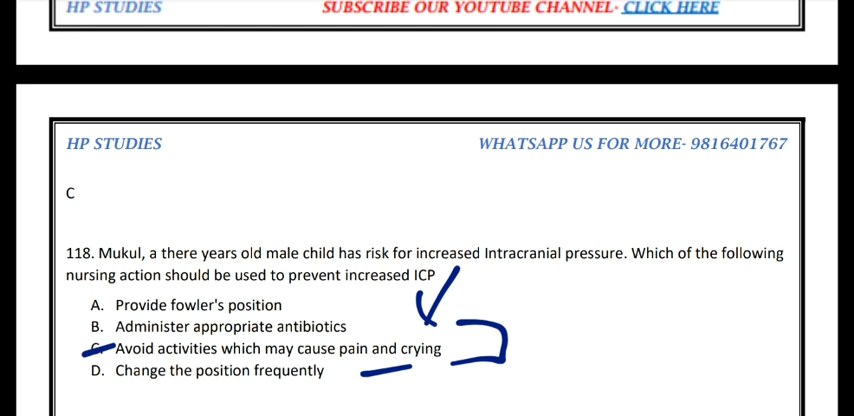 HP STUDIES SUBSCRIBE OUR YOUTUBE CHANNEL- CLICK HERE
HP STUDIES WHATSAPP US FOR MORE- 9816401767
C
118. Mukul, a there years old male child has risk for increased Intracranial pressure. Which of the following
nursing action should be used to prevent increased ICP
A. Provide fowler's position
B. Administer appropriate antibiotics
C. Avoid activities which may cause pain and crying
D. Change the position frequently